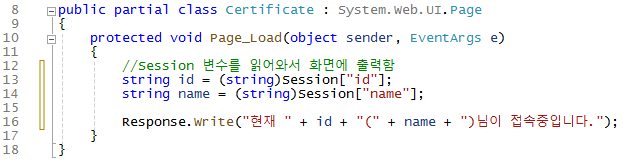 8 public partial class Certificate : System.Web.UI.Page
9 {
10 protected void Page_Load(object sender, EventArgs e)
11 {
12 //Session 변수를 읽어와서 화면에 출력함
13 string id = (string)Session["id"];
14 string name = (string)Session["name"];
15
16 Response.Write("현재 " + id + "(" + name + ")님이 접속중입니다.");
17 }
18 }